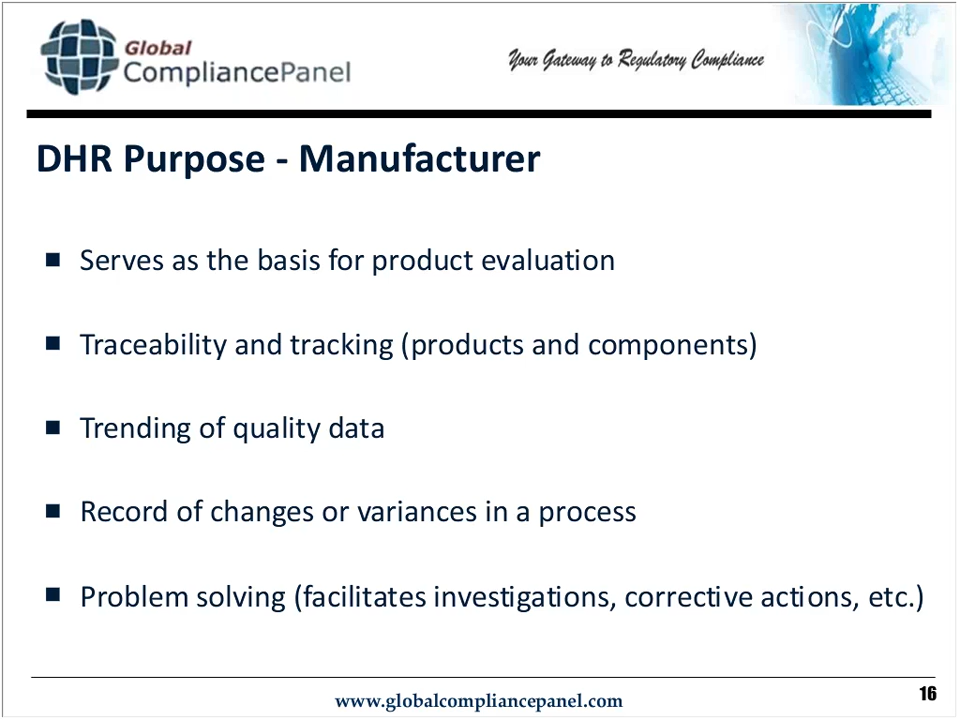 Global
CompliancePanel
Your Gateway to Regulatory Compliance
DHR Purpose - Manufacturer
■ Serves as the basis for product evaluation
■ Traceability and tracking (products and components)
■ Trending of quality data
■ Record of changes or variances in a process
■ Problem solving (facilitates investigations, corrective actions, etc.)
www.globalcompliancepanel.com
16